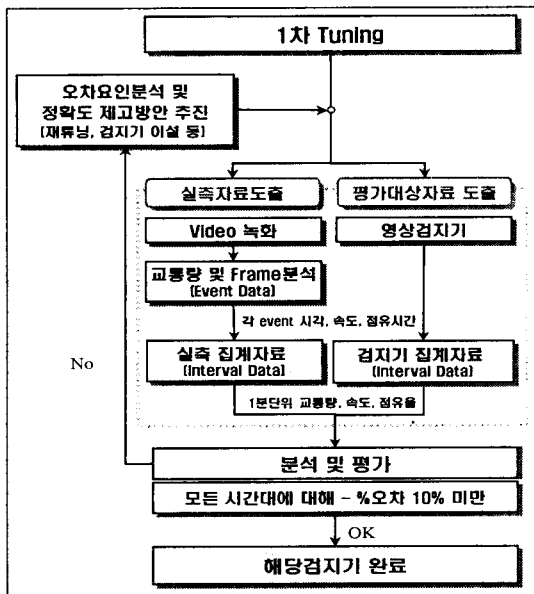 1차 Tuning
오차요인분석 및
정확도 제고방안 추진
(재튜닝, 검지기 이설 등)
실측자료도출
평가대상자료 도출
Video 녹화
영상검지기
교통량 및 Frame분석
(Event Data)
각 event 시각, 속도, 점유시간
실측 집계자료
(Interval Data)
검지기 집계자료
(Interval Data)
No
1분단위 교통량, 속도, 점유율
분석 및 평가
모든 시간대에 대해 - %오차 10% 미만
OK
해당검지기 완료